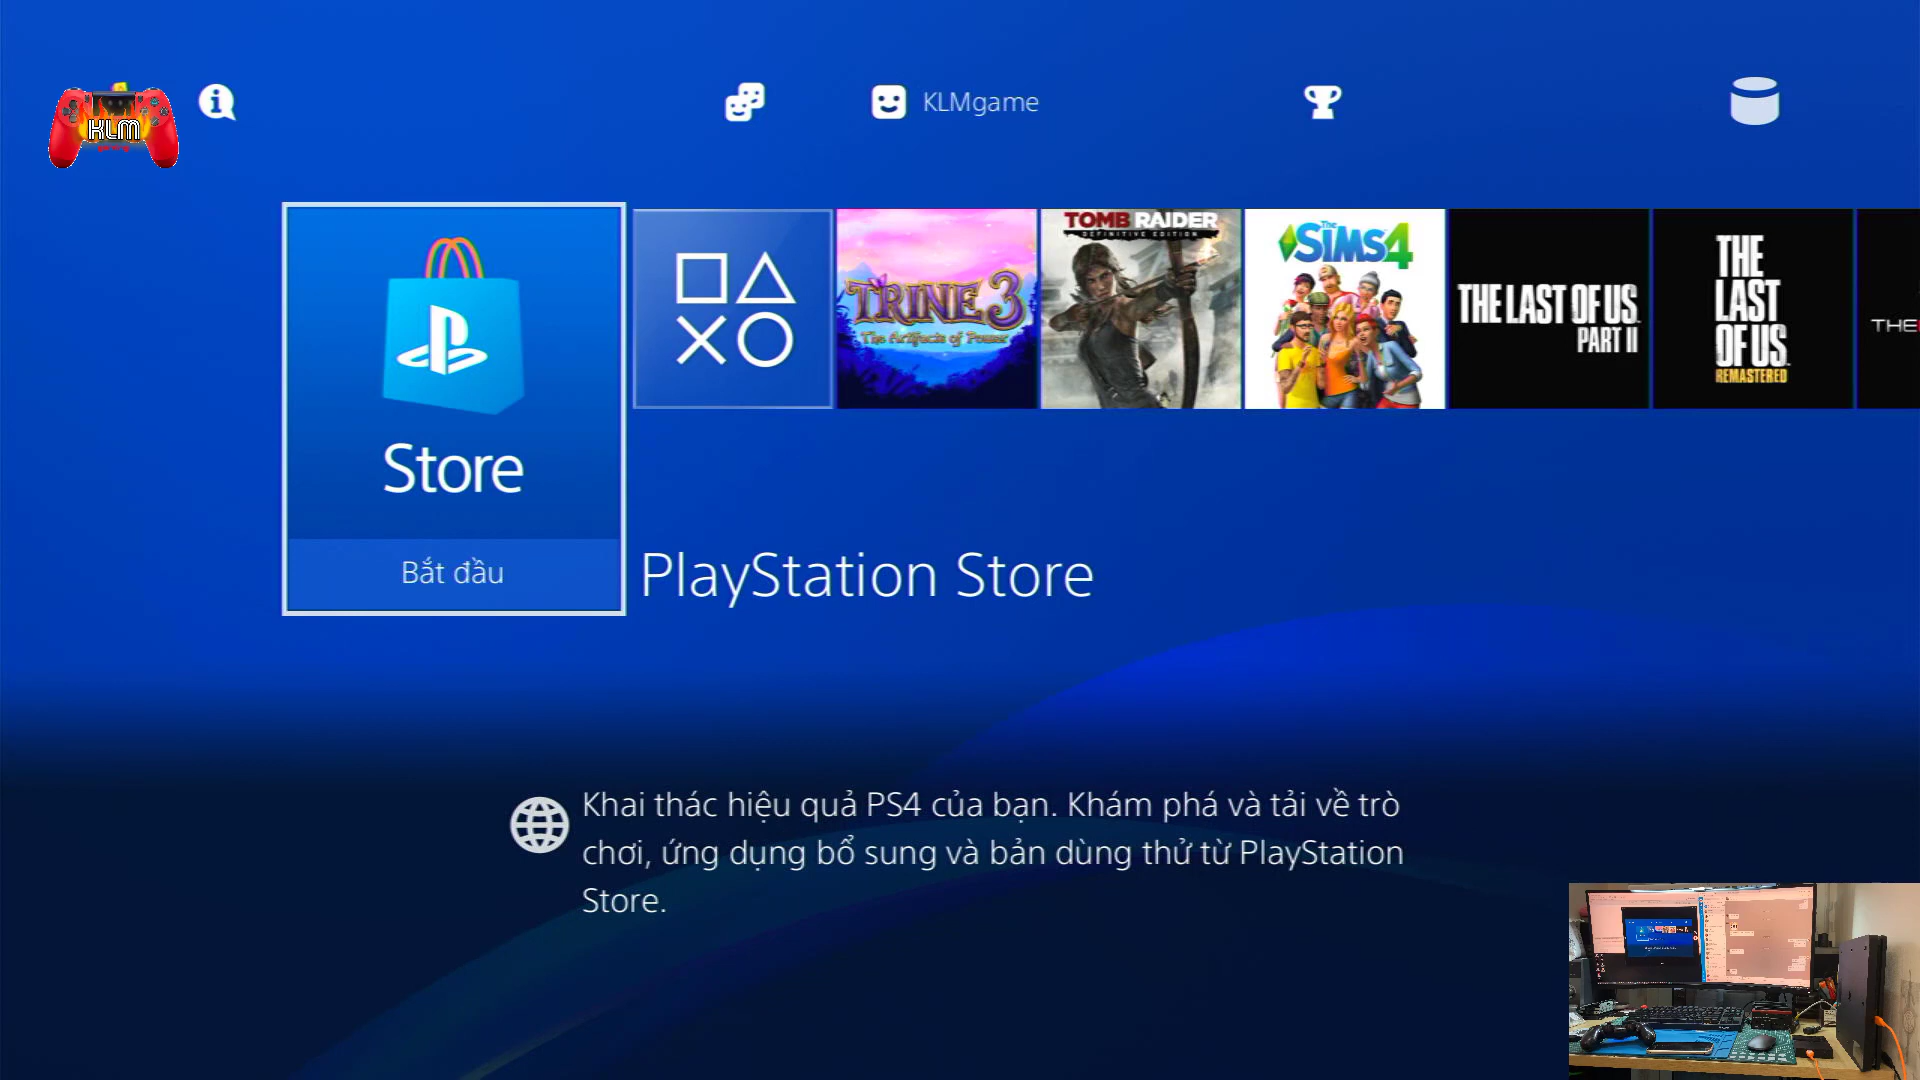 KLM
KLMgame
TOMB RAIDER
DEFINITIVE EDITION
The
SIMS4
TRINE 3
The Artifacts of Power
THE LAST OF US
PART II
THE
LAST
OF US
REMASTERED
THE
Store
Bắt đầu
PlayStation Store
Khai thác hiệu quả PS4 của bạn. Khám phá và tải về trò
chơi, ứng dụng bổ sung và bản dùng thử từ PlayStation
Store.